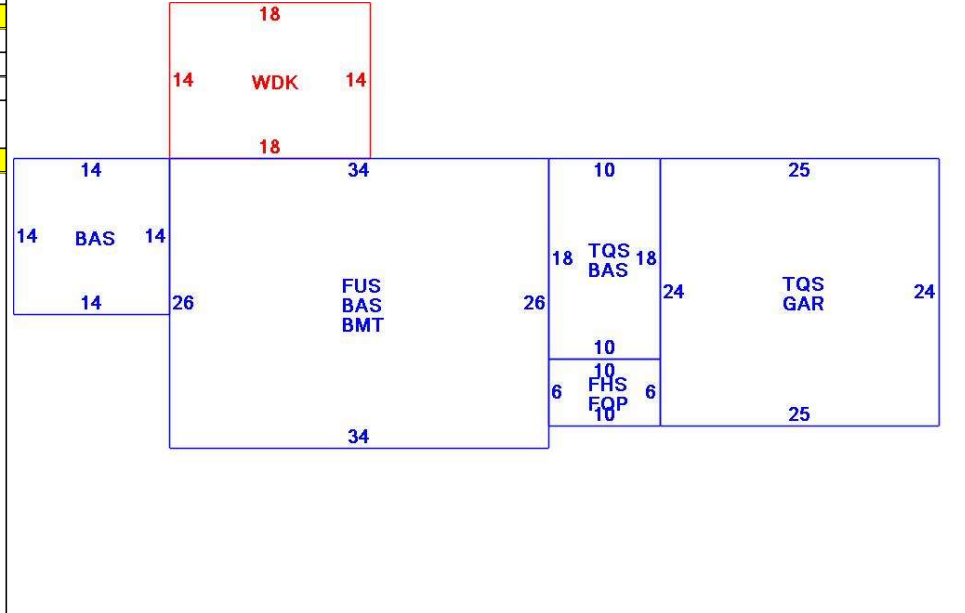 18
14 WDK 14
18
14 34 10 25
14 BAS 14
18 TQS 18
BAS
24 TQS 24
GAR
26 FUS 26
BAS
BMT
14
10
10
6 FHS 6
FOP
10
25
34